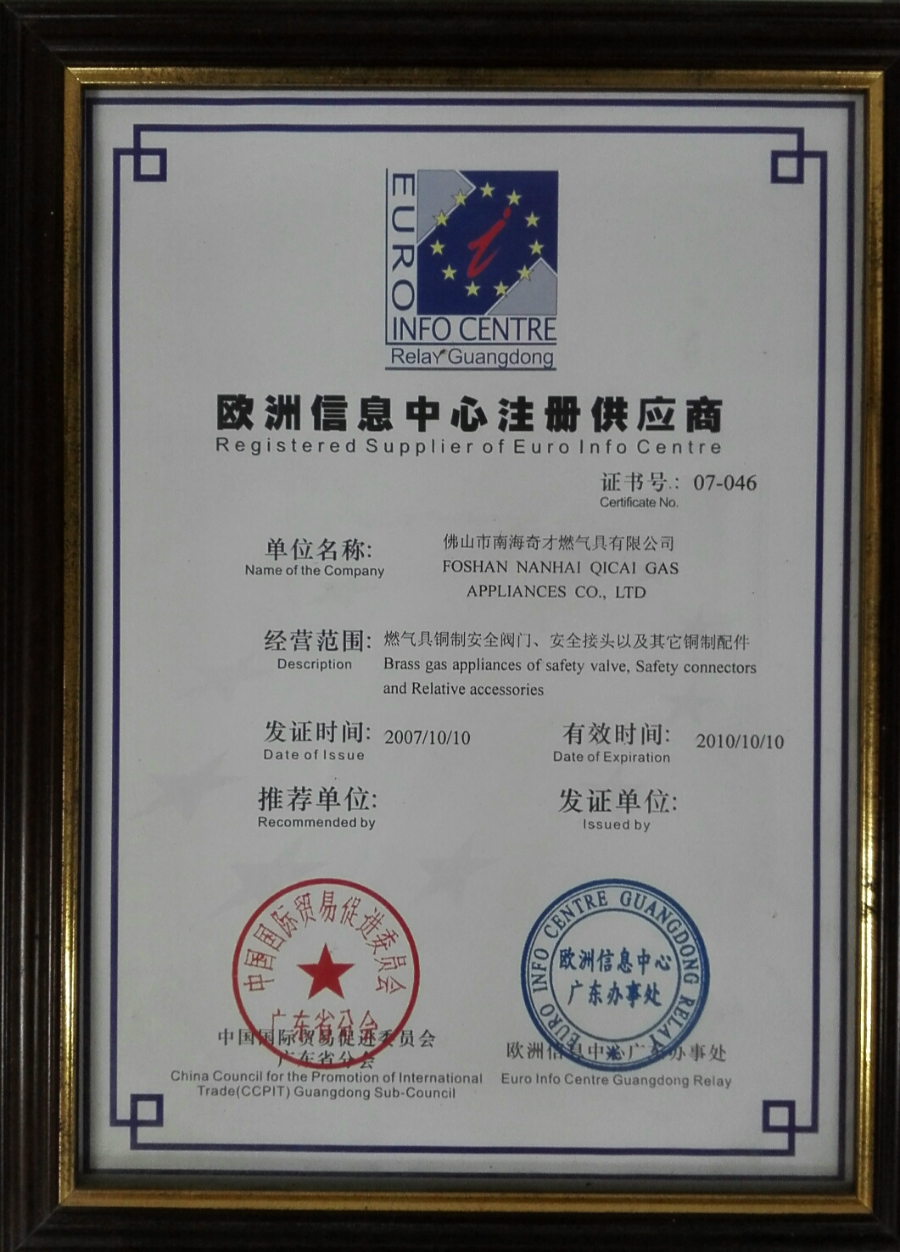 EURO
INFO CENTRE
Relay Guangdong
欧洲信息中心注册供应商
Registered Supplier of Euro Info Centre
证书号: 07-046
Certificate No.
单位名称: 佛山市南海奇才燃气具有限公司
Name of the Company FOSHAN NANHAI QICAI GAS
APPLIANCES CO., LTD
经营范围: 燃气具铜制安全阀门、安全接头以及其它铜制配件
Description Brass gas appliances of safety valve, Safety connectors
and Relative accessories
发证时间: 2007/10/10 有效时间: 2010/10/10
Date of Issue Date of Expiration
推荐单位: 发证单位:
Recommended by Issued by
中国国际贸易促进委员会
广东省分会
EURO INFO CENTRE GUANGDONG RELAY
欧洲信息中心
广东办事处
中国国际贸易促进委员会
广东省分会
China Council for the Promotion of International
Trade(CCPIT) Guangdong Sub-Council
欧洲信息中心广东办事处
Euro Info Centre Guangdong Relay